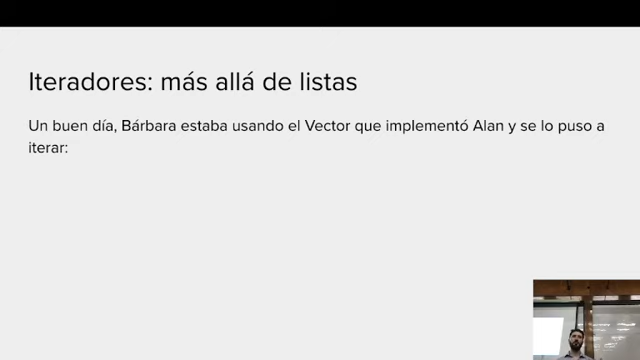 Iteradores: más allá de listas
Un buen día, Bárbara estaba usando el Vector que implementó Alan y se lo puso a
iterar: